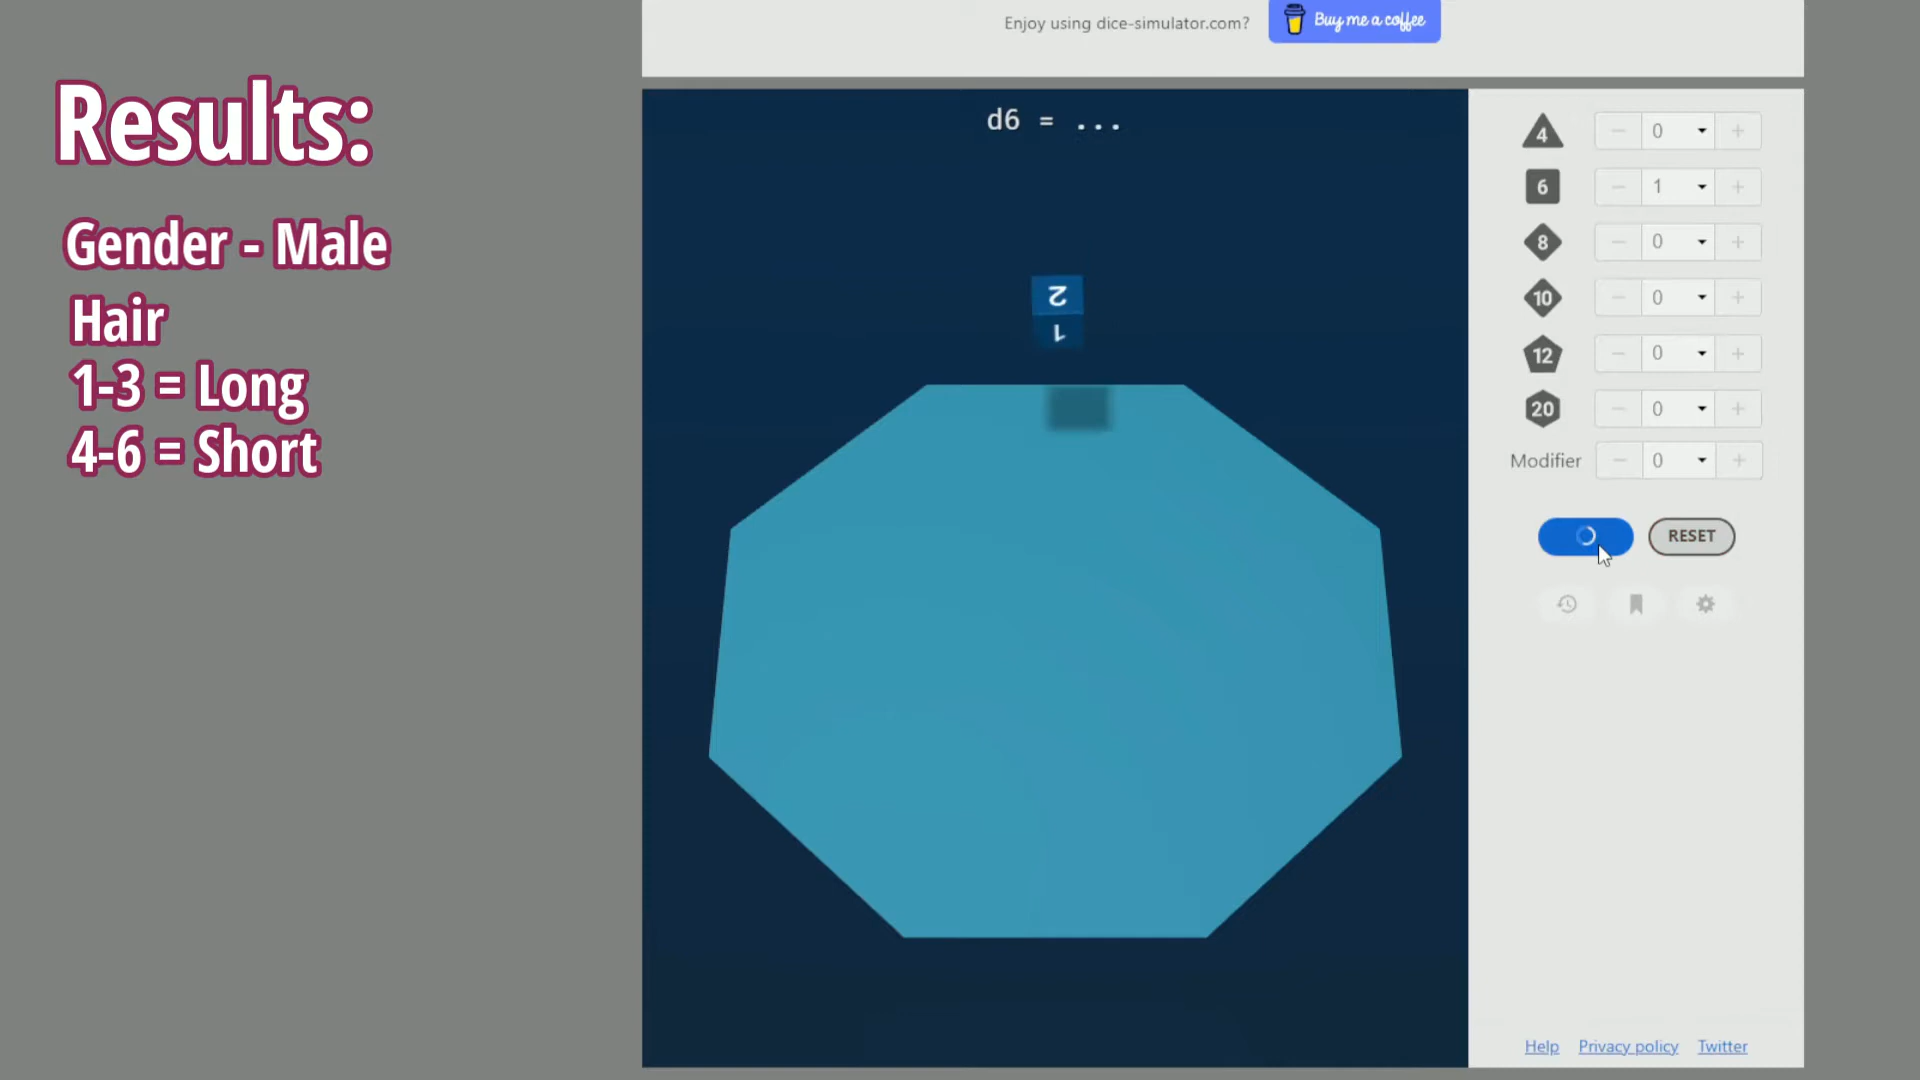 Enjoy using dice-simulator.com?
Buy me a coffee
Results:
Gender - Male
Hair
1-3 = Long
4-6 = Short
d6 = ...
2
1
4 0
6 1
8 0
10 0
12 0
20 0
Modifier 0
RESET
Help Privacy policy Twitter